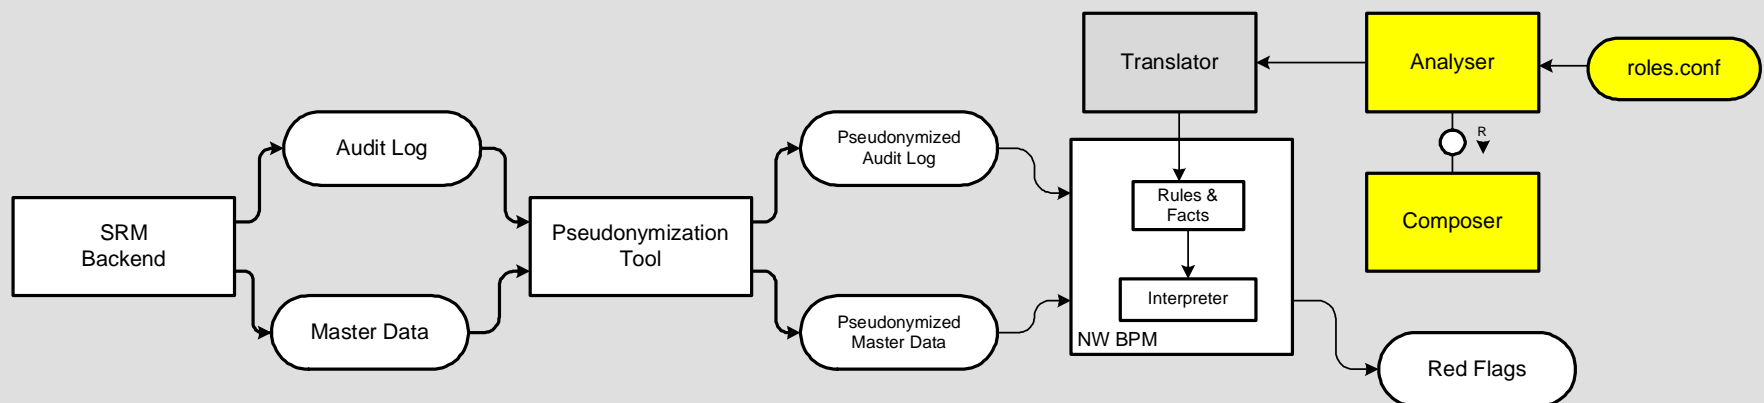 SRM
Backend
Audit Log
Master Data
Pseudonymization
Tool
Pseudonymized
Audit Log
Pseudonymized
Master Data
Translator
Rules &
Facts
Interpreter
NW BPM
Analyser
roles.conf
R
Composer
Red Flags